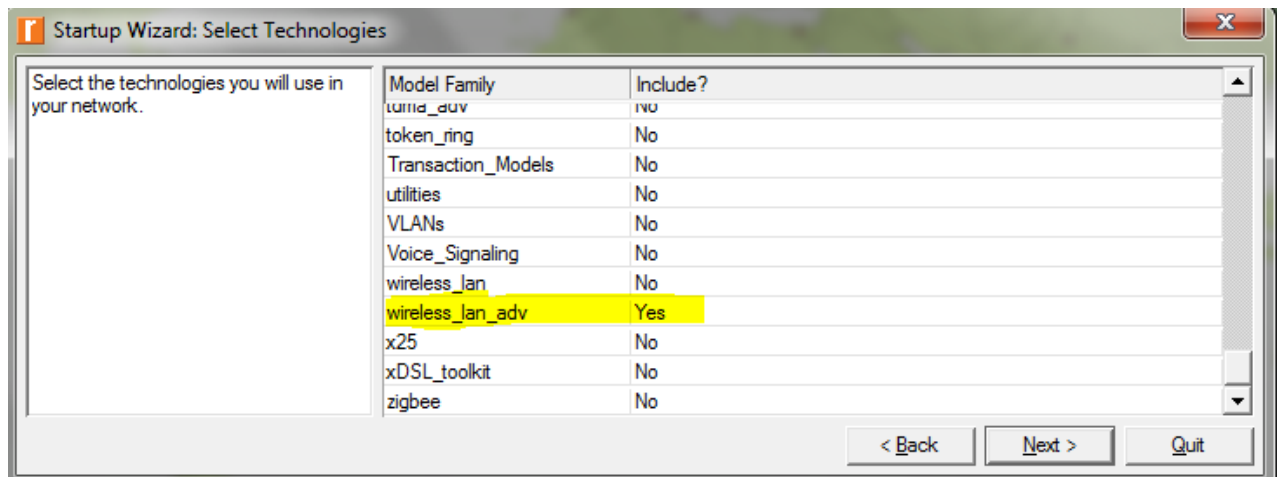 Startup Wizard: Select Technologies
Select the technologies you will use in
your network.
Model Family Include?
tdma_adv No
token_ring No
Transaction_Models No
utilities No
VLANs No
Voice_Signaling No
wireless_lan No
wireless_lan_adv Yes
x25 No
xDSL_toolkit No
zigbee No
< Back Next > Quit